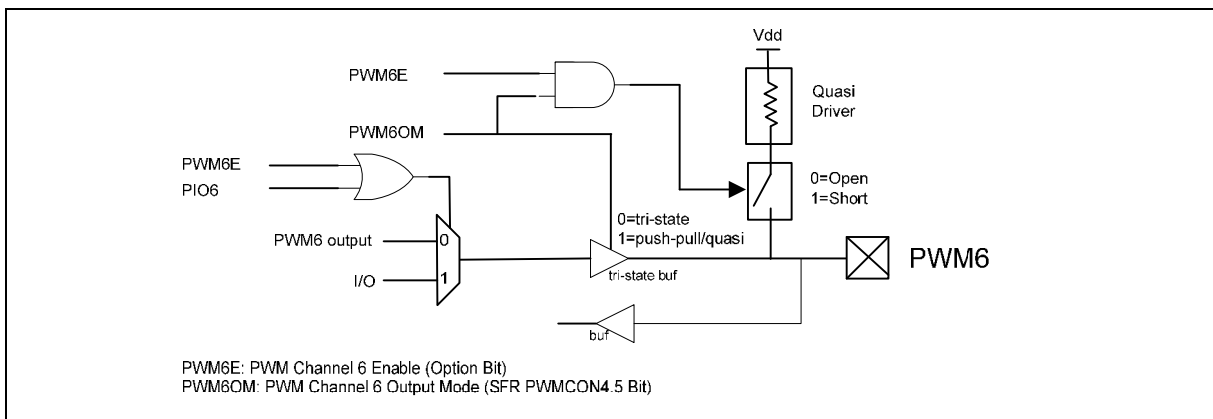 Vdd
PWM6E
Quasi
Driver
PWM6OM
PWM6E
PIO6
0=Open
1=Short
0=tri-state
1=push-pull/quasi
PWM6 output
0
I/O
1
tri-state buf
PWM6
buf
PWM6E: PWM Channel 6 Enable (Option Bit)
PWM6OM: PWM Channel 6 Output Mode (SFR PWMCON4.5 Bit)